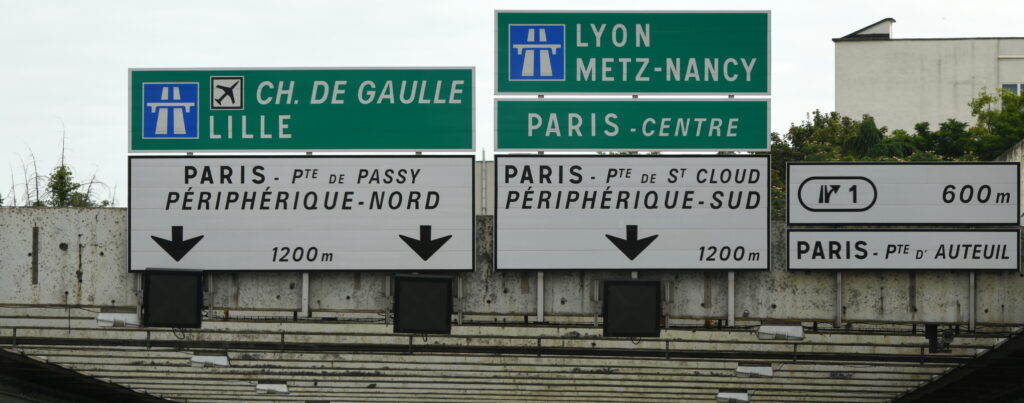 CH. DE GAULLE
LILLE
PARIS - PTE DE PASSY
PÉRIPHÉRIQUE-NORD
1200m
LYON
METZ-NANCY
PARIS - CENTRE
PARIS - PTE DE ST CLOUD
PÉRIPHÉRIQUE-SUD
1200m
1
600m
PARIS - PTE D' AUTEUIL